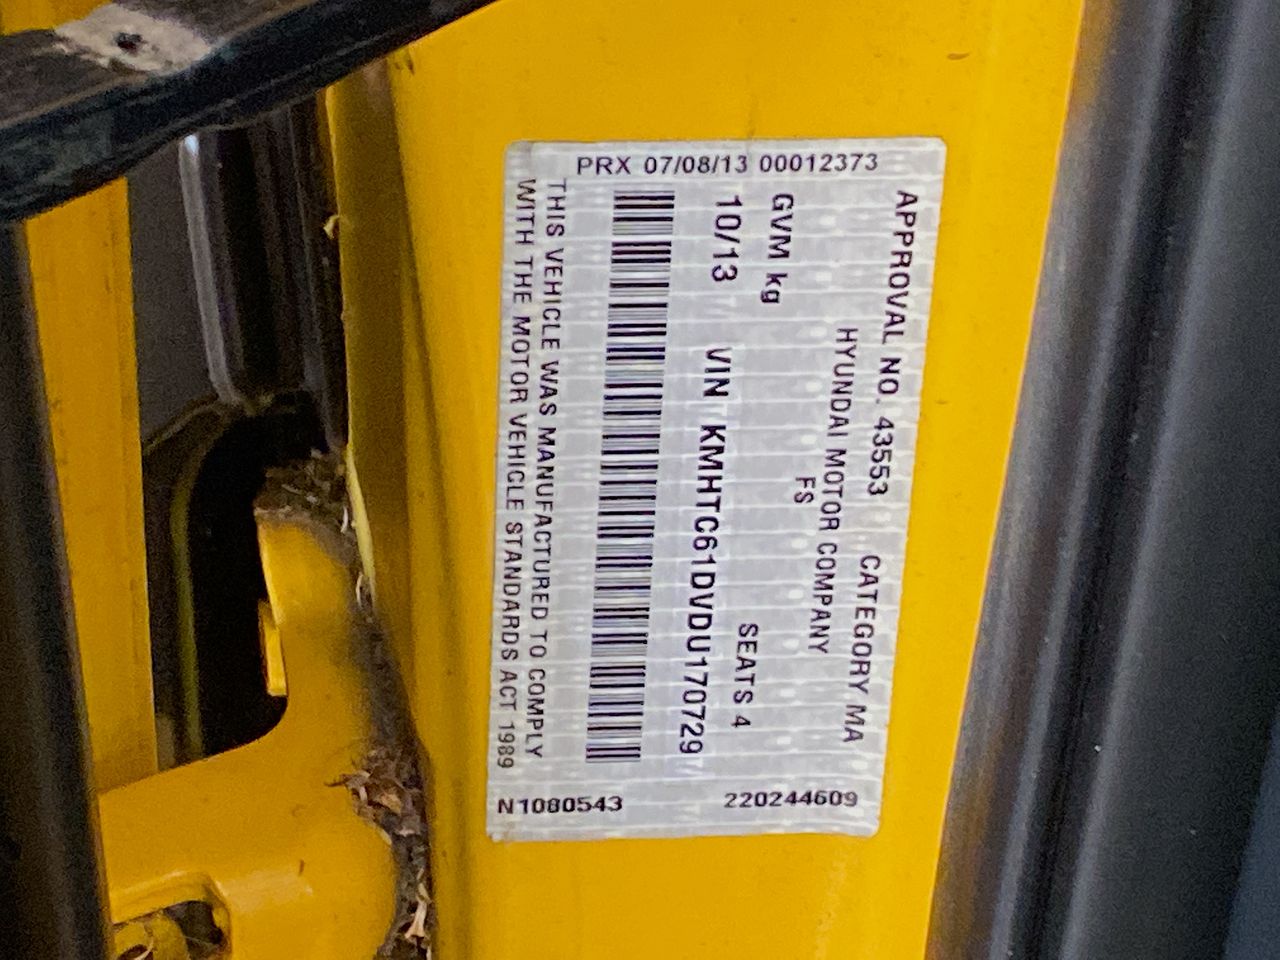 PRX 07/08/13 00012373
APPROVAL NO. 43553 CATEGORY MA
HYUNDAI MOTOR COMPANY
FS
GVM kg SEATS 4
10/13 VIN KMHTC61DVDU170729
THIS VEHICLE WAS MANUFACTURED TO COMPLY
WITH THE MOTOR VEHICLE STANDARDS ACT 1989
N1080543 220244609